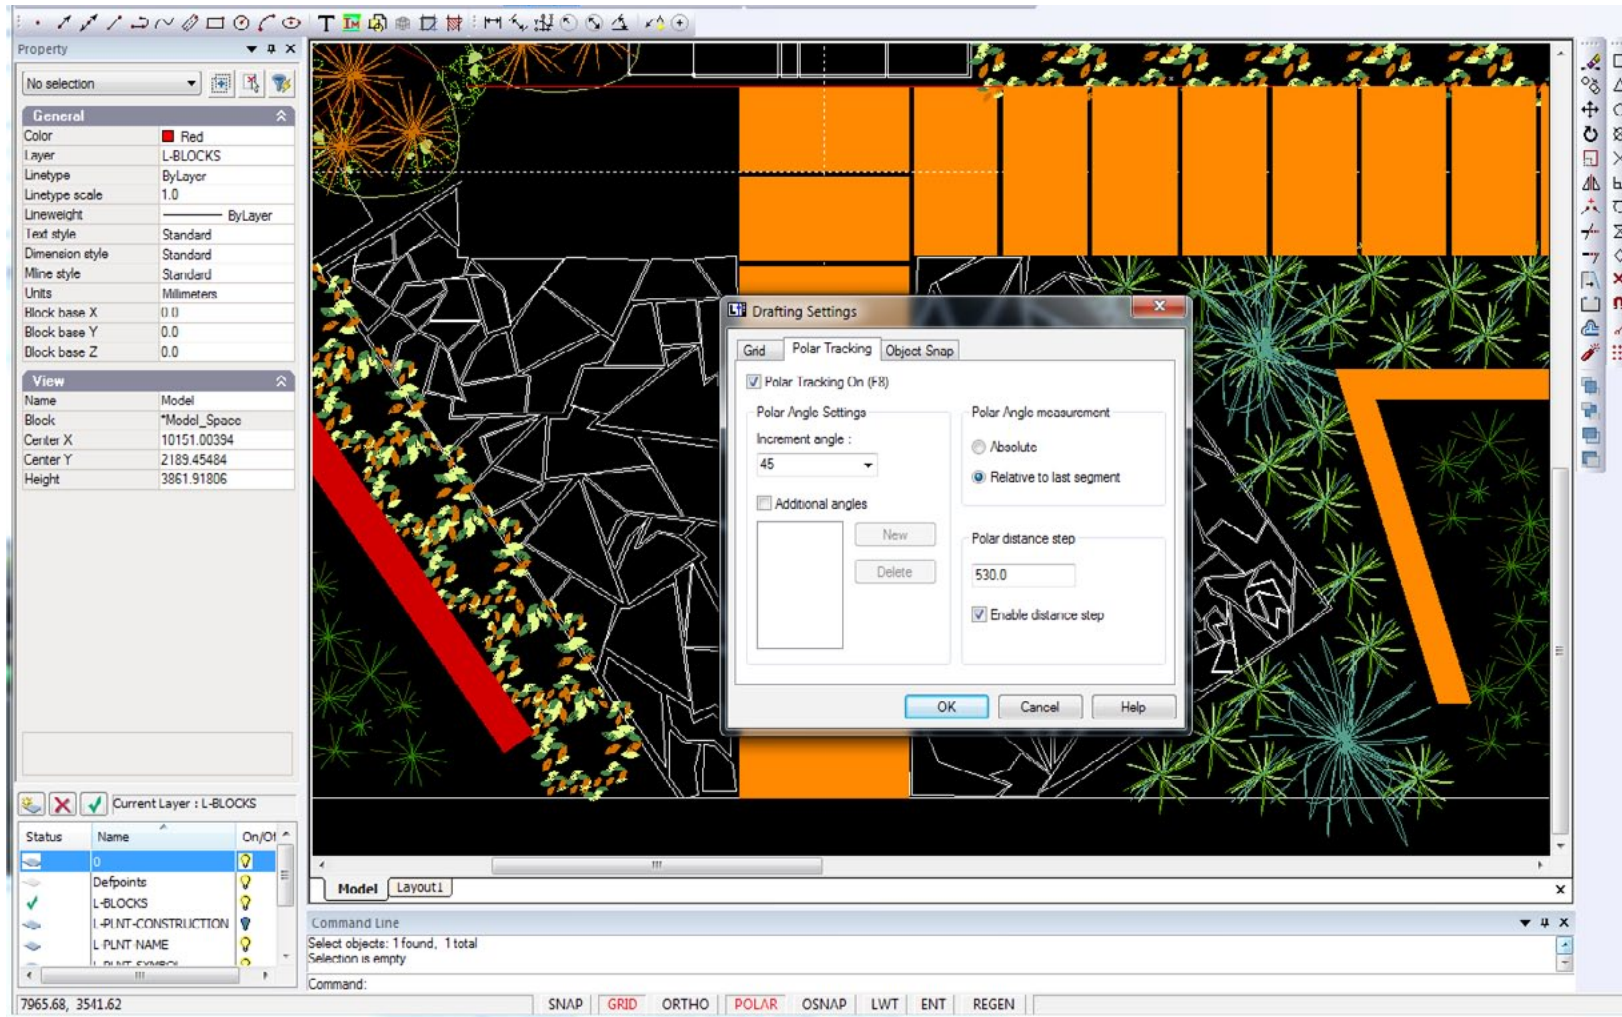 T IM
Property
No selection
General
Color Red
Layer L-BLOCKS
Linetype ByLayer
Linetype scale 1.0
Lineweight ByLayer
Text style Standard
Dimension style Standard
Mline style Standard
Units Millimeters
Block base X 0.0
Block base Y 0.0
Block base Z 0.0
View
Name Model
Block *Model_Space
Center X 10151.00394
Center Y 2189.45484
Height 3861.91806
Current Layer : L-BLOCKS
Status Name On/Of
0
Defpoints
L-BLOCKS
L-PLNT-CONSTRUCTION
L-PLNT-NAME
L-PLNT-SYMBOL
Drafting Settings
Grid Polar Tracking Object Snap
Polar Tracking On (F8)
Polar Angle Settings
Increment angle :
45
Additional angles
New
Delete
Polar Angle measurement
Absolute
Relative to last segment
Polar distance step
530.0
Enable distance step
OK Cancel Help
Model Layout1
Command Line
Select objects: 1 found, 1 total
Selection is empty
Command:
7965.68, 3541.62
SNAP GRID ORTHO POLAR OSNAP LWT ENT REGEN